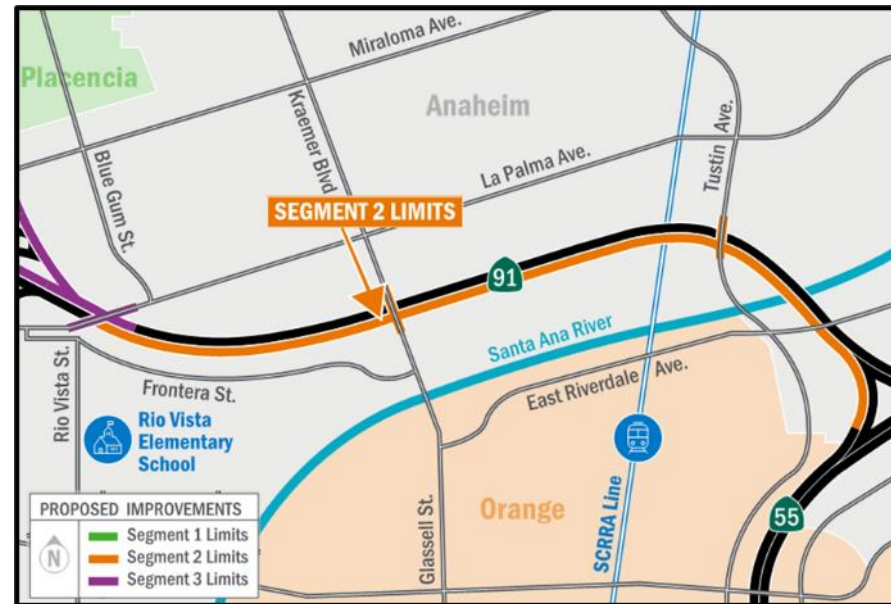 Placencia
Miraloma Ave.
Anaheim
Kraemer Blvd
Tustin Ave.
Blue Gum St.
La Palma Ave.
SEGMENT 2 LIMITS
91
Santa Ana River
East Riverdale Ave.
Rio Vista St.
Frontera St.
Rio Vista
Elementary
School
Glassell St.
SCRRA Line
Orange
55
PROPOSED IMPROVEMENTS
N
Segment 1 Limits
Segment 2 Limits
Segment 3 Limits